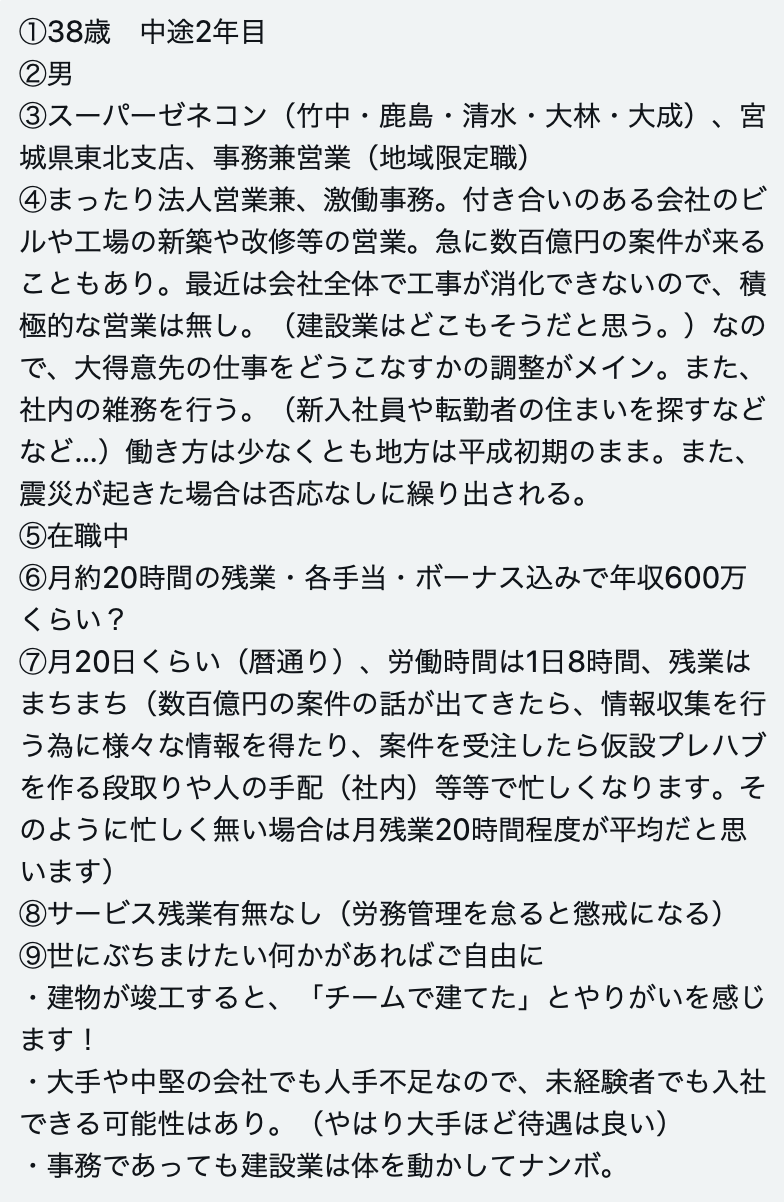 ①38歳　中途2年目
②男
③スーパーゼネコン（竹中・鹿島・清水・大林・大成）、宮
城県東北支店、事務兼営業（地域限定職）
④まったり法人営業兼、激働事務。付き合いのある会社のビ
ルや工場の新築や改修等の営業。急に数百億円の案件が来る
こともあり。最近は会社全体で工事が消化できないので、積
極的な営業は無し。（建設業はどこもそうだと思う。）なの
で、大得意先の仕事をどうこなすかの調整がメイン。また、
社内の雑務を行う。（新入社員や転勤者の住まいを探すなど
など...）働き方は少なくとも地方は平成初期のまま。また、
震災が起きた場合は否応なしに繰り出される。
⑤在職中
⑥月約20時間の残業・各手当・ボーナス込みで年収600万
くらい？
⑦月20日くらい（暦通り）、労働時間は1日8時間、残業は
まちまち（数百億円の案件の話が出てきたら、情報収集を行
う為に様々な情報を得たり、案件を受注したら仮設プレハブ
を作る段取りや人の手配（社内）等等で忙しくなります。そ
のように忙しく無い場合は月残業20時間程度が平均だと思
います）
⑧サービス残業有無なし（労務管理を怠ると懲戒になる）
⑨世にぶちまけたい何かがあればご自由に
・建物が竣工すると、「チームで建てた」とやりがいを感じ
ます！
・大手や中堅の会社でも人手不足なので、未経験者でも入社
できる可能性はあり。（やはり大手ほど待遇は良い）
・事務であっても建設業は体を動かしてナンボ。